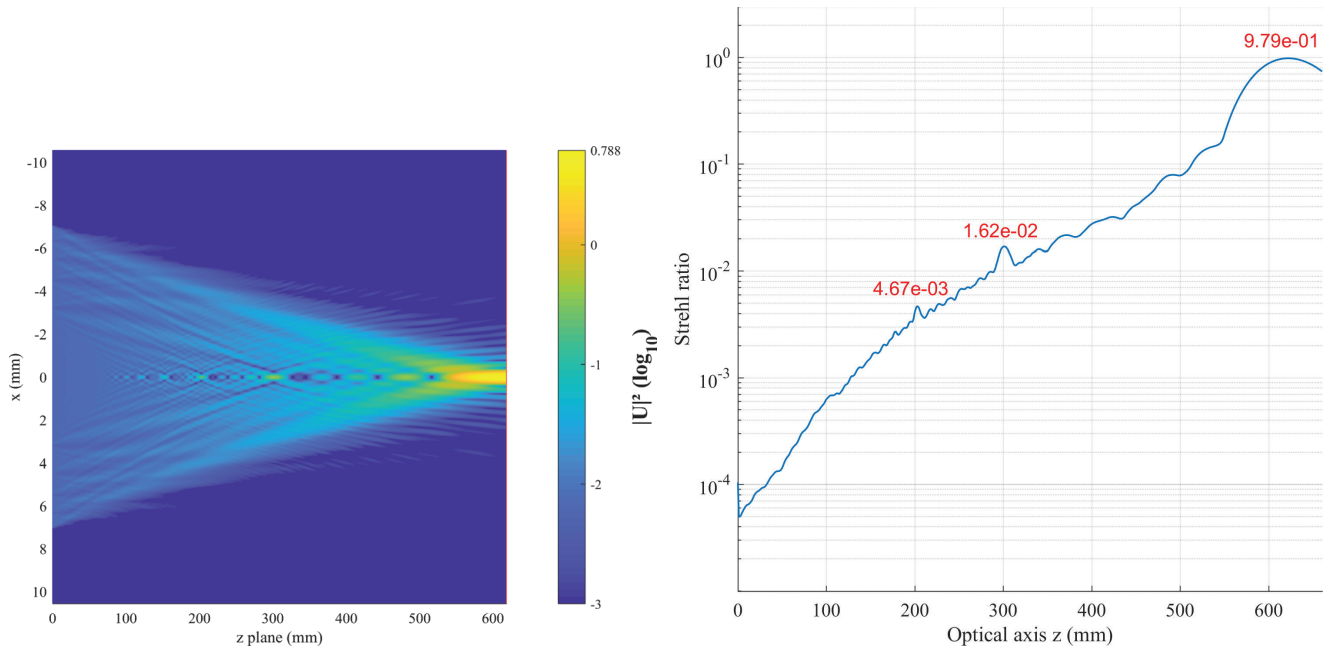 -10
-8
-6
-4
-2
0
2
4
6
8
10
x (mm)
0 100 200 300 400 500 600
z plane (mm)
0.788
0
-1
-2
-3
|U|² (log₁₀)
10⁰
10⁻¹
10⁻²
10⁻³
10⁻⁴
Strehl ratio
9.79e-01
1.62e-02
4.67e-03
0 100 200 300 400 500 600
Optical axis z (mm)